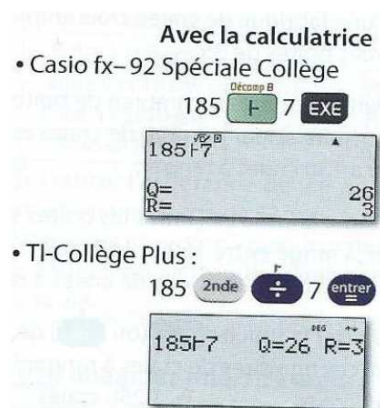 Avec la calculatrice
• Casio fx–92 Spéciale Collège
Décomp B
185 ⊢ 7 EXE
185⊢7
Q= 26
R= 3
• TI-Collège Plus :
r
185 2nde ÷ 7 entrer =
DEG
185⊢7 Q=26 R=3